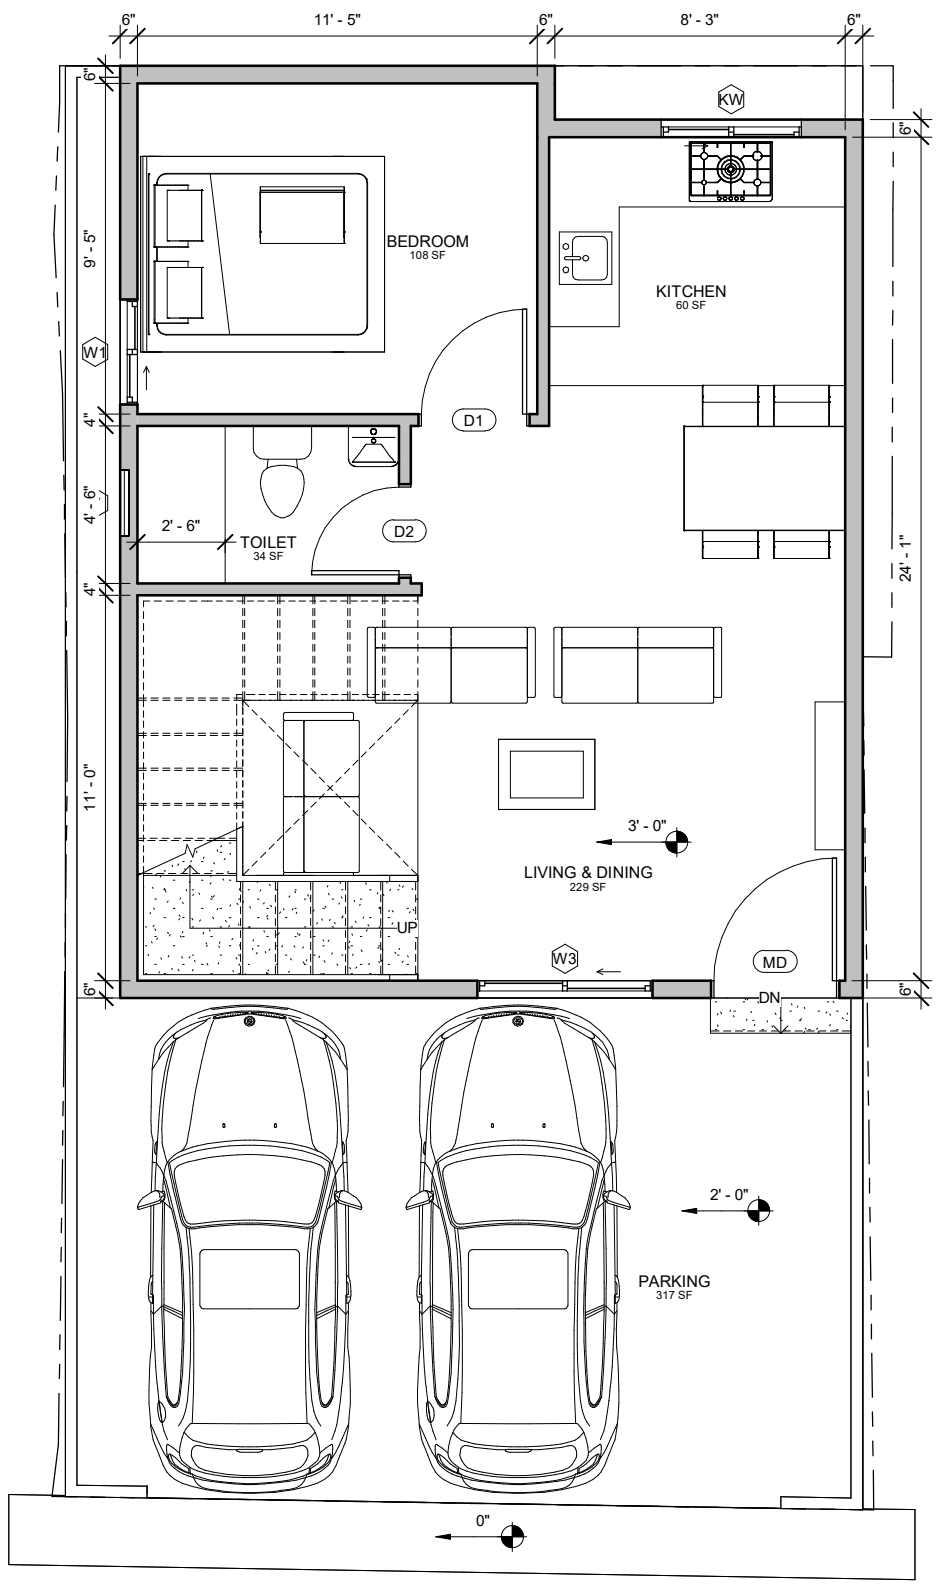 6"
11' - 5"
6"
8' - 3"
6"
6"
KW
6"
9' - 5"
BEDROOM
108 SF
KITCHEN
60 SF
W1
4"
D1
4' - 6"
2' - 6"
TOILET
34 SF
D2
24' - 1"
4"
11' - 0"
3' - 0"
LIVING & DINING
229 SF
UP
W3
MD
6"
DN
6"
2' - 0"
PARKING
317 SF
0"